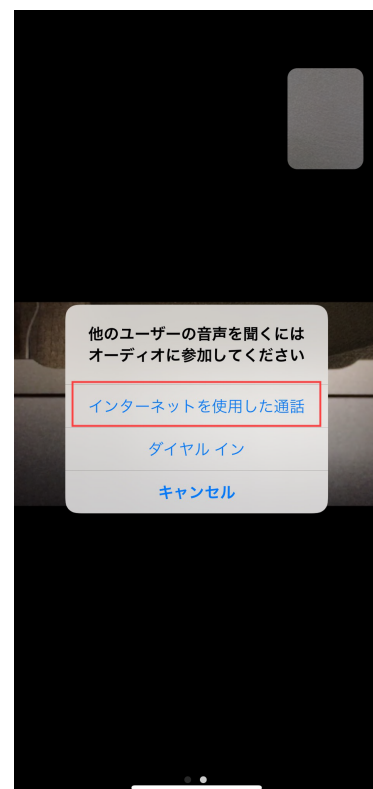 他のユーザーの音声を聞くには
オーディオに参加してください
インターネットを使用した通話
ダイヤル イン
キャンセル